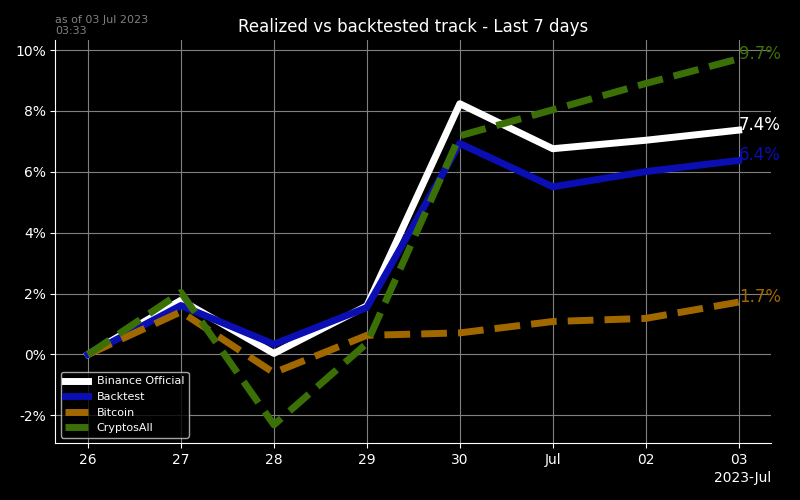 as of 03 Jul 2023
03:33
Realized vs backtested track - Last 7 days
10%
8%
6%
4%
2%
0%
-2%
9.7%
7.4%
6.4%
1.7%
Binance Official
Backtest
Bitcoin
CryptosAll
26 27 28 29 30 Jul 02 03
2023-Jul